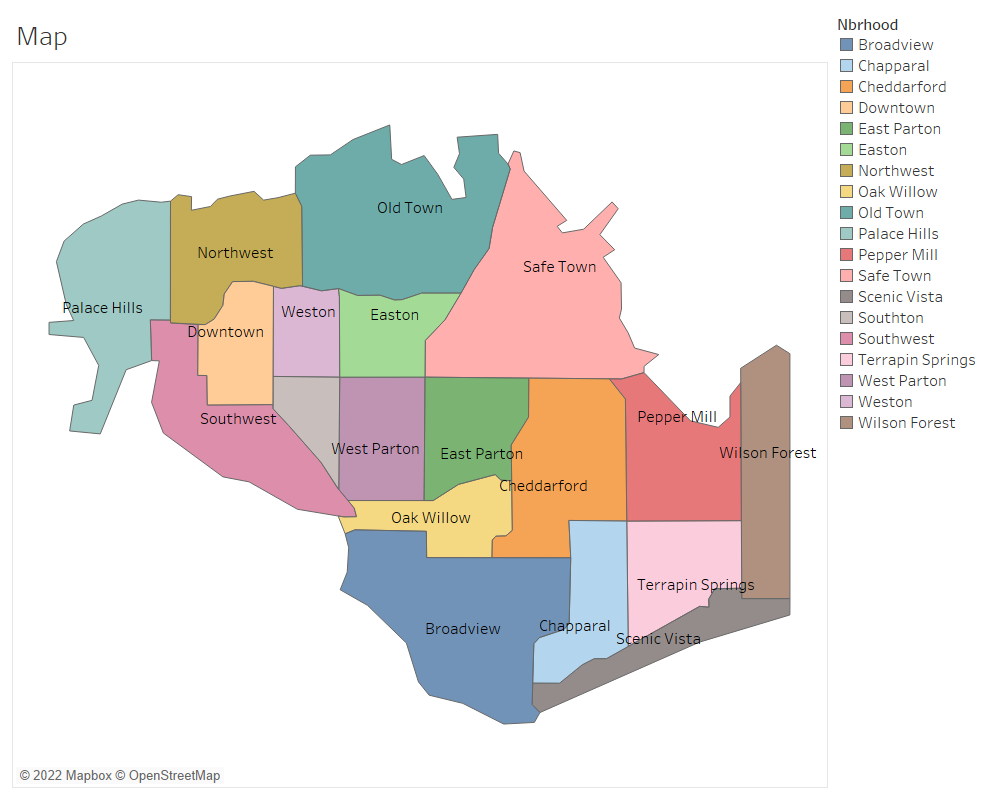 Map
Nbrhood
Broadview
Chapparal
Cheddarford
Downtown
East Parton
Easton
Northwest
Oak Willow
Old Town
Palace Hills
Pepper Mill
Safe Town
Scenic Vista
Southton
Southwest
Terrapin Springs
West Parton
Weston
Wilson Forest
Old Town
Northwest
Safe Town
Palace Hills
Weston
Easton
Downtown
Southwest
Pepper Mill
West Parton
East Parton
Wilson Forest
Cheddarford
Oak Willow
Terrapin Springs
Broadview
Chapparal
Scenic Vista
© 2022 Mapbox © OpenStreetMap